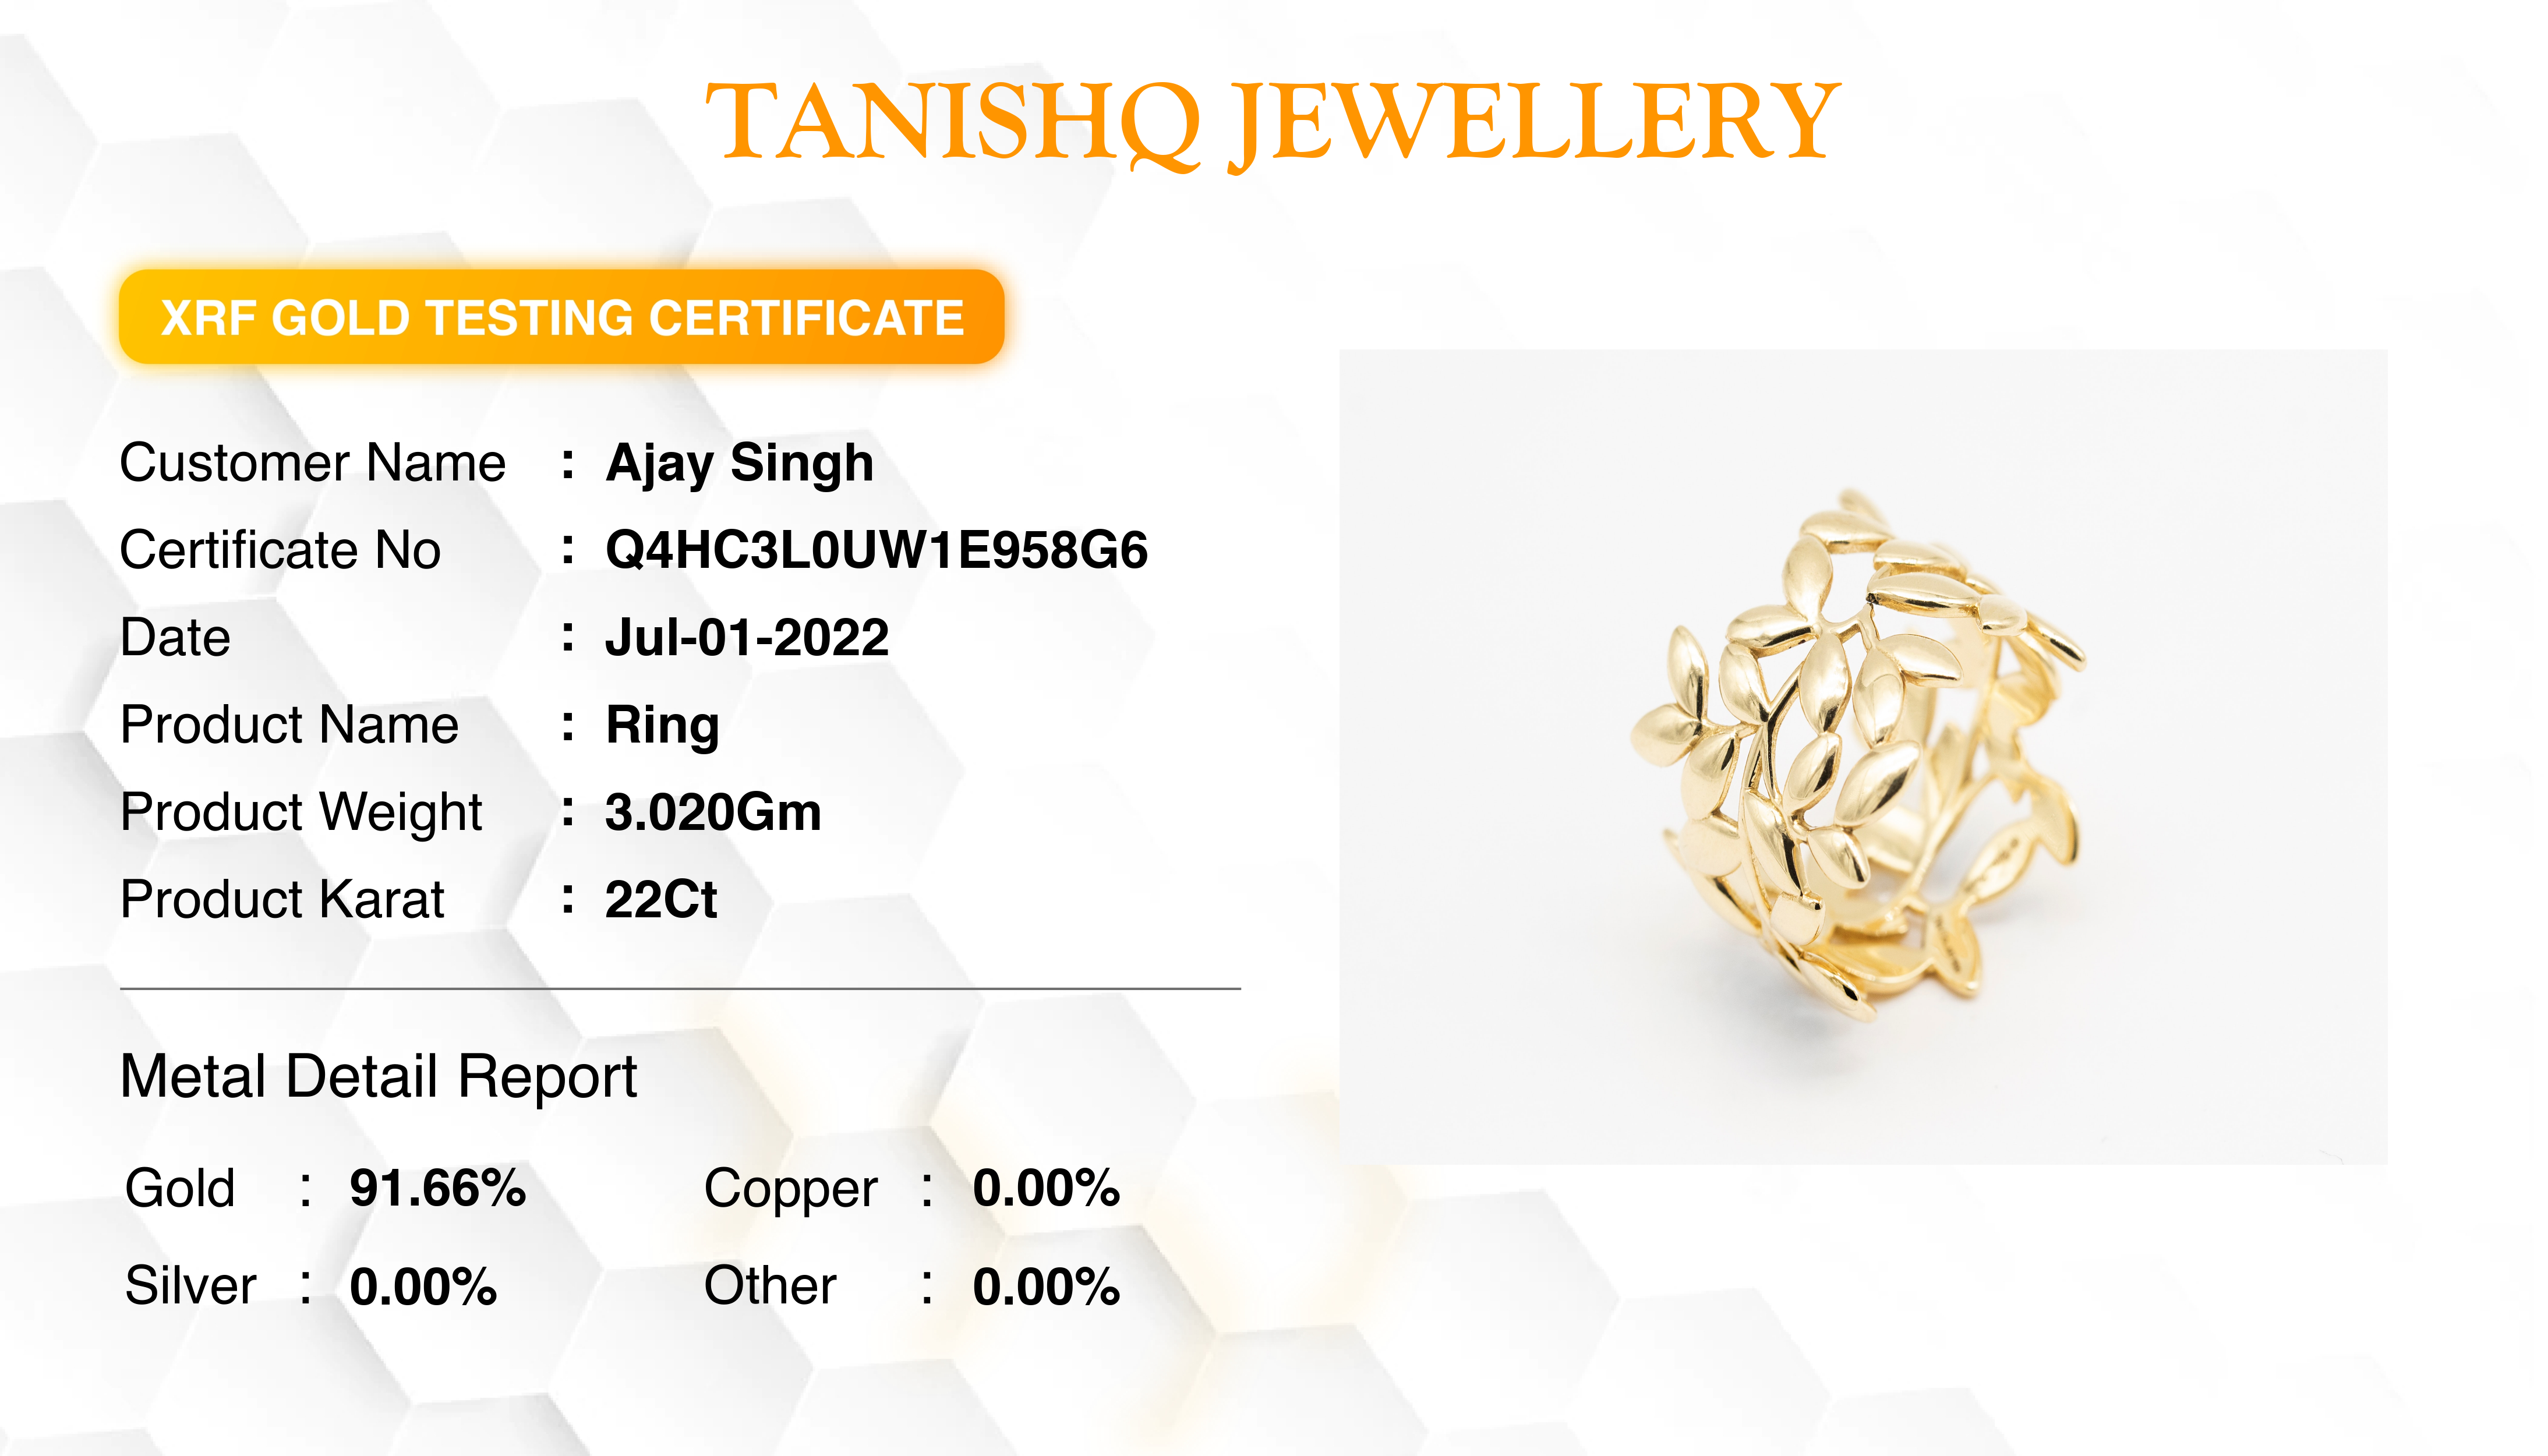 TANISHQ JEWELLERY
XRF GOLD TESTING CERTIFICATE
Customer Name : Ajay Singh
Certificate No : Q4HC3L0UW1E958G6
Date : Jul-01-2022
Product Name : Ring
Product Weight : 3.020Gm
Product Karat : 22Ct
Metal Detail Report
Gold : 91.66% Copper : 0.00%
Silver : 0.00% Other : 0.00%